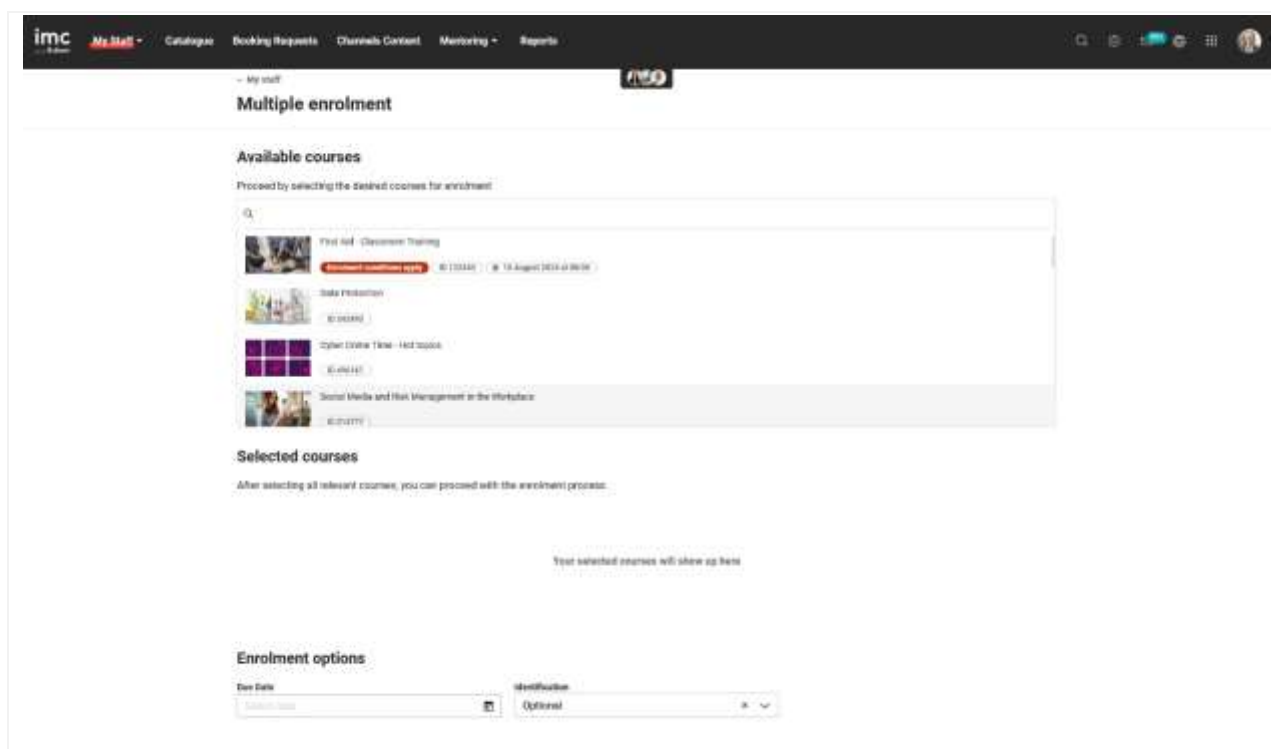 imc
My Staff
Catalogue
Booking Requests
Channels Content
Mentoring
Reports
← My staff
Multiple enrolment
Available courses
Proceed by selecting the desired courses for enrolment
First Aid - Classroom Training
Enrolment conditions apply
Data Protection
Cyber Crime Time - Hot topics
Social Media and Risk Management in the Workplace
Selected courses
After selecting all relevant courses, you can proceed with the enrolment process.
Your selected courses will show up here
Enrolment options
Due Date
Identification
Select date
Optional